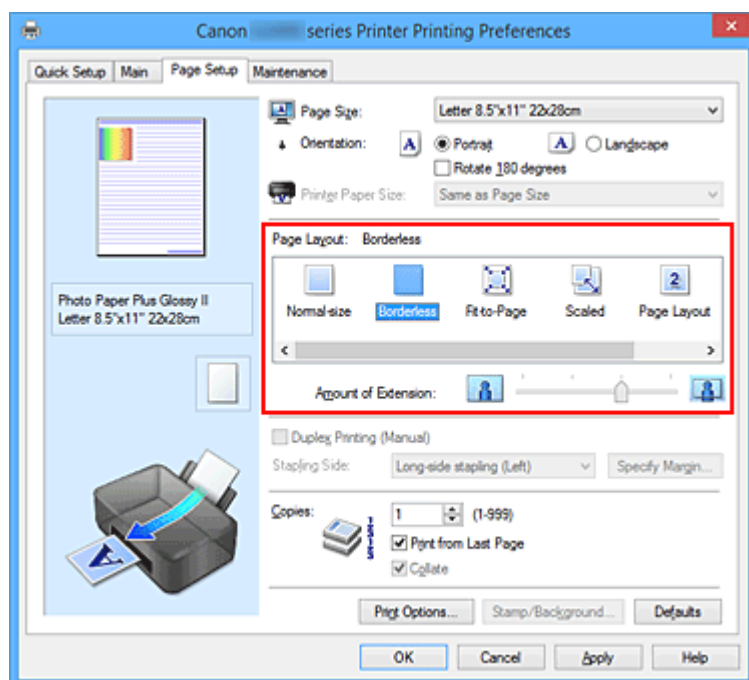 Canon series Printer Printing Preferences
Quick Setup Main Page Setup Maintenance
Page Size: Letter 8.5"x11" 22x28cm
Orientation: A Portrait A Landscape
Rotate 180 degrees
Printer Paper Size: Same as Page Size
Page Layout: Borderless
Normal-size Borderless Fit-to-Page Scaled Page Layout
Photo Paper Plus Glossy II
Letter 8.5"x11" 22x28cm
Amount of Extension:
Duplex Printing (Manual)
Stapling Side: Long-side stapling (Left) Specify Margin...
Copies: 1 (1-999)
Print from Last Page
Collate
Print Options... Stamp/Background... Defaults
OK Cancel Apply Help